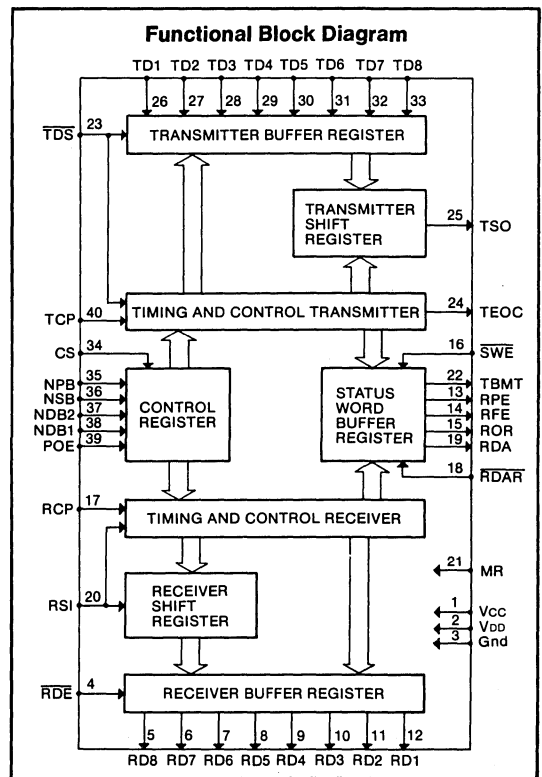 Functional Block Diagram
TD1 TD2 TD3 TD4 TD5 TD6 TD7 TD8
26 27 28 29 30 31 32 33
TDS 23
TRANSMITTER BUFFER REGISTER
TRANSMITTER
SHIFT
REGISTER
25 TSO
TIMING AND CONTROL TRANSMITTER
24 TEOC
TCP 40
CS 34
16 SWE
NPB 35
NSB 36
NDB2 37
NDB1 38
POE 39
CONTROL
REGISTER
STATUS
WORD
BUFFER
REGISTER
22 TBMT
13 RPE
14 RFE
15 ROR
19 RDA
18 RDAR
RCP 17
TIMING AND CONTROL RECEIVER
21 MR
RSI 20
RECEIVER
SHIFT
REGISTER
1 VCC
2 VDD
3 Gnd
RDE 4
RECEIVER BUFFER REGISTER
5 6 7 8 9 10 11 12
RD8 RD7 RD6 RD5 RD4 RD3 RD2 RD1